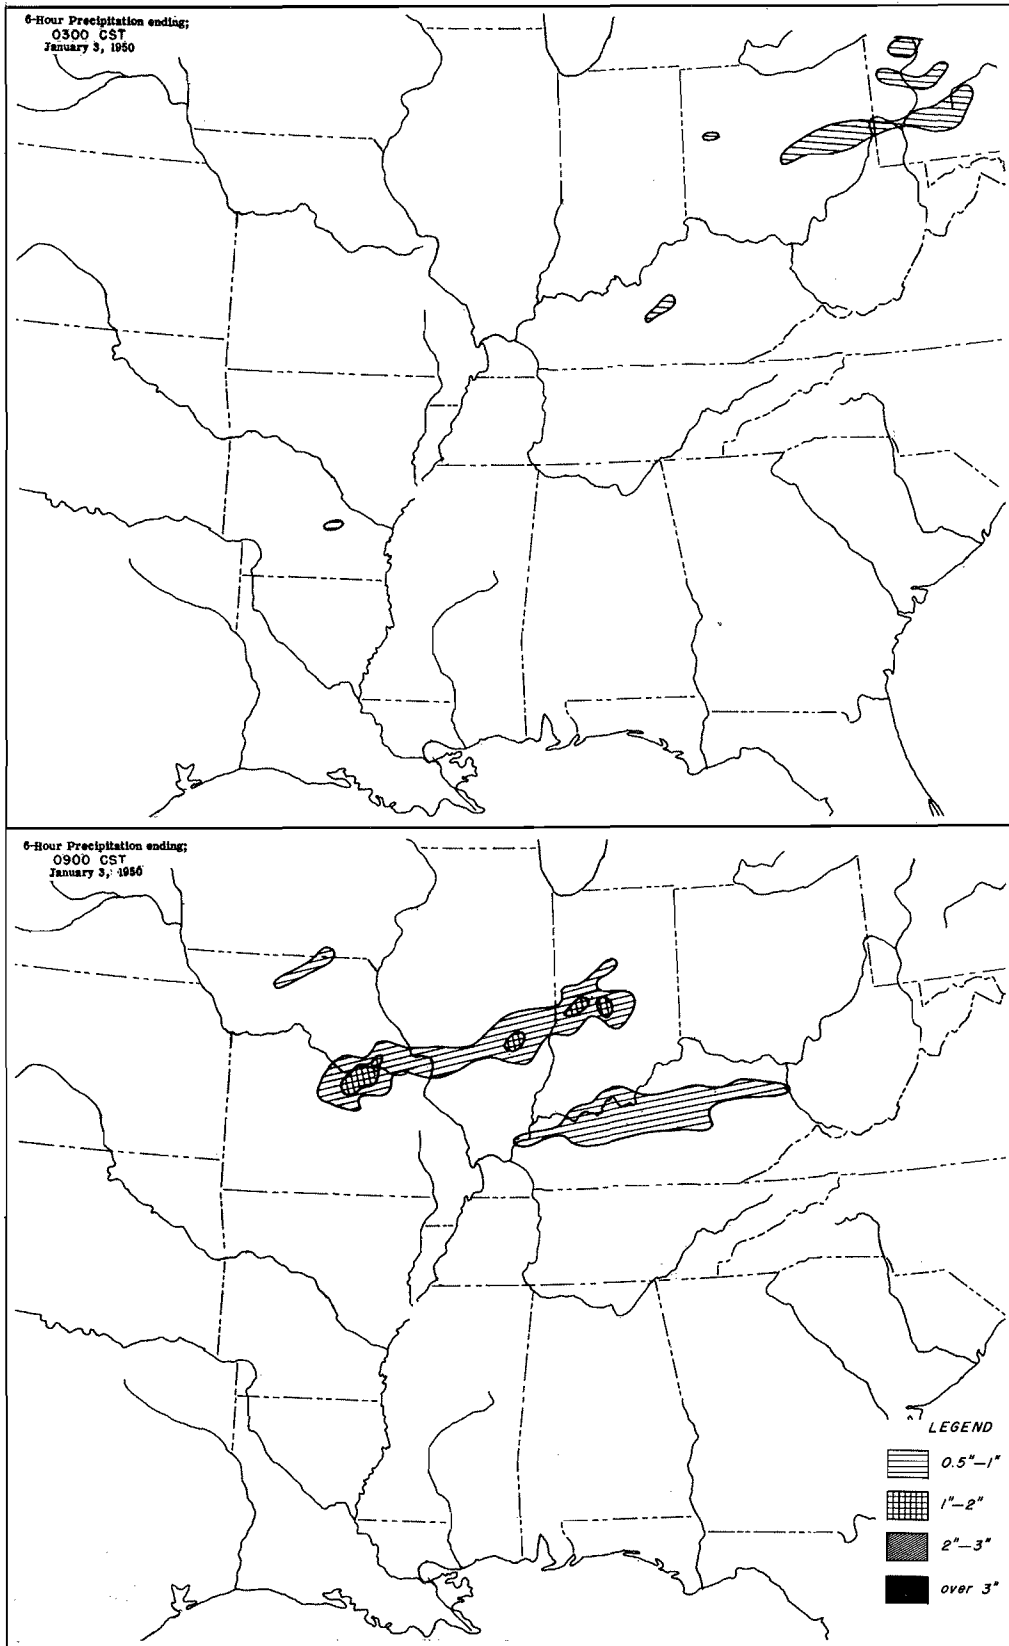 6-Hour Precipitation ending;
0300 CST
January 3, 1950
6-Hour Precipitation ending;
0900 CST
January 3, 1950
LEGEND
0.5"—1"
1"—2"
2"—3"
over 3"